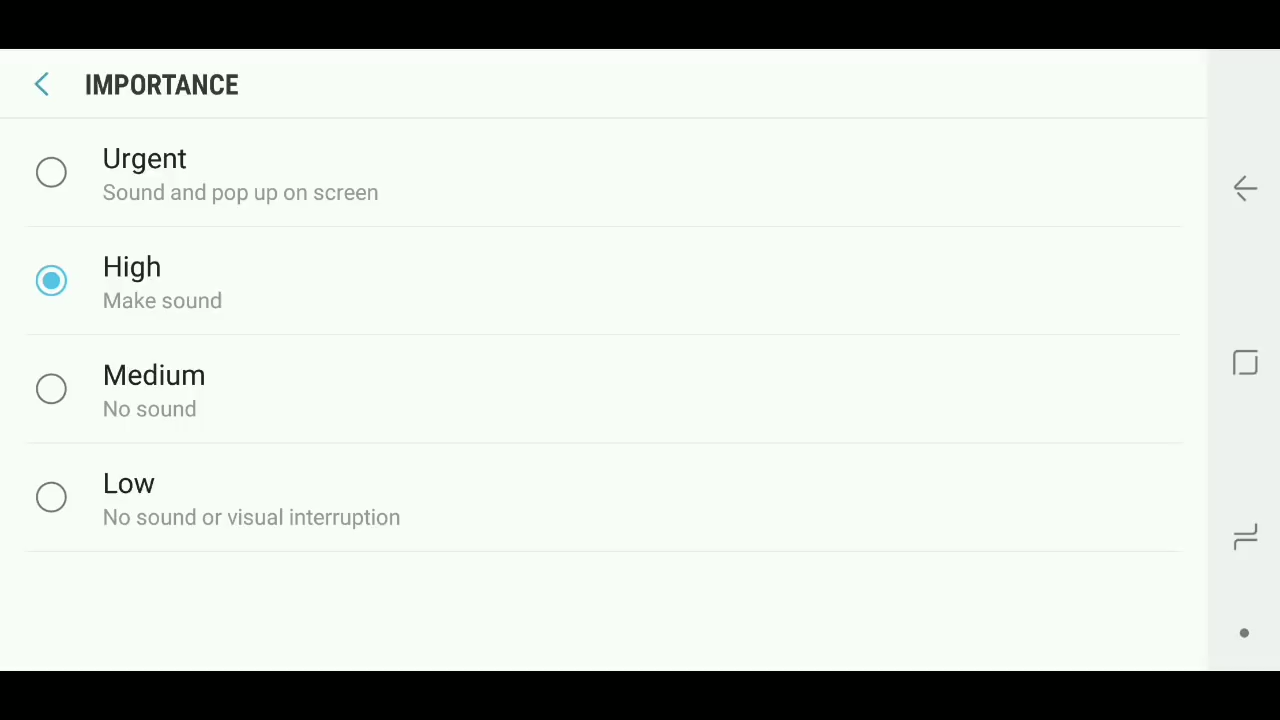 IMPORTANCE
Urgent
Sound and pop up on screen
High
Make sound
Medium
No sound
Low
No sound or visual interruption